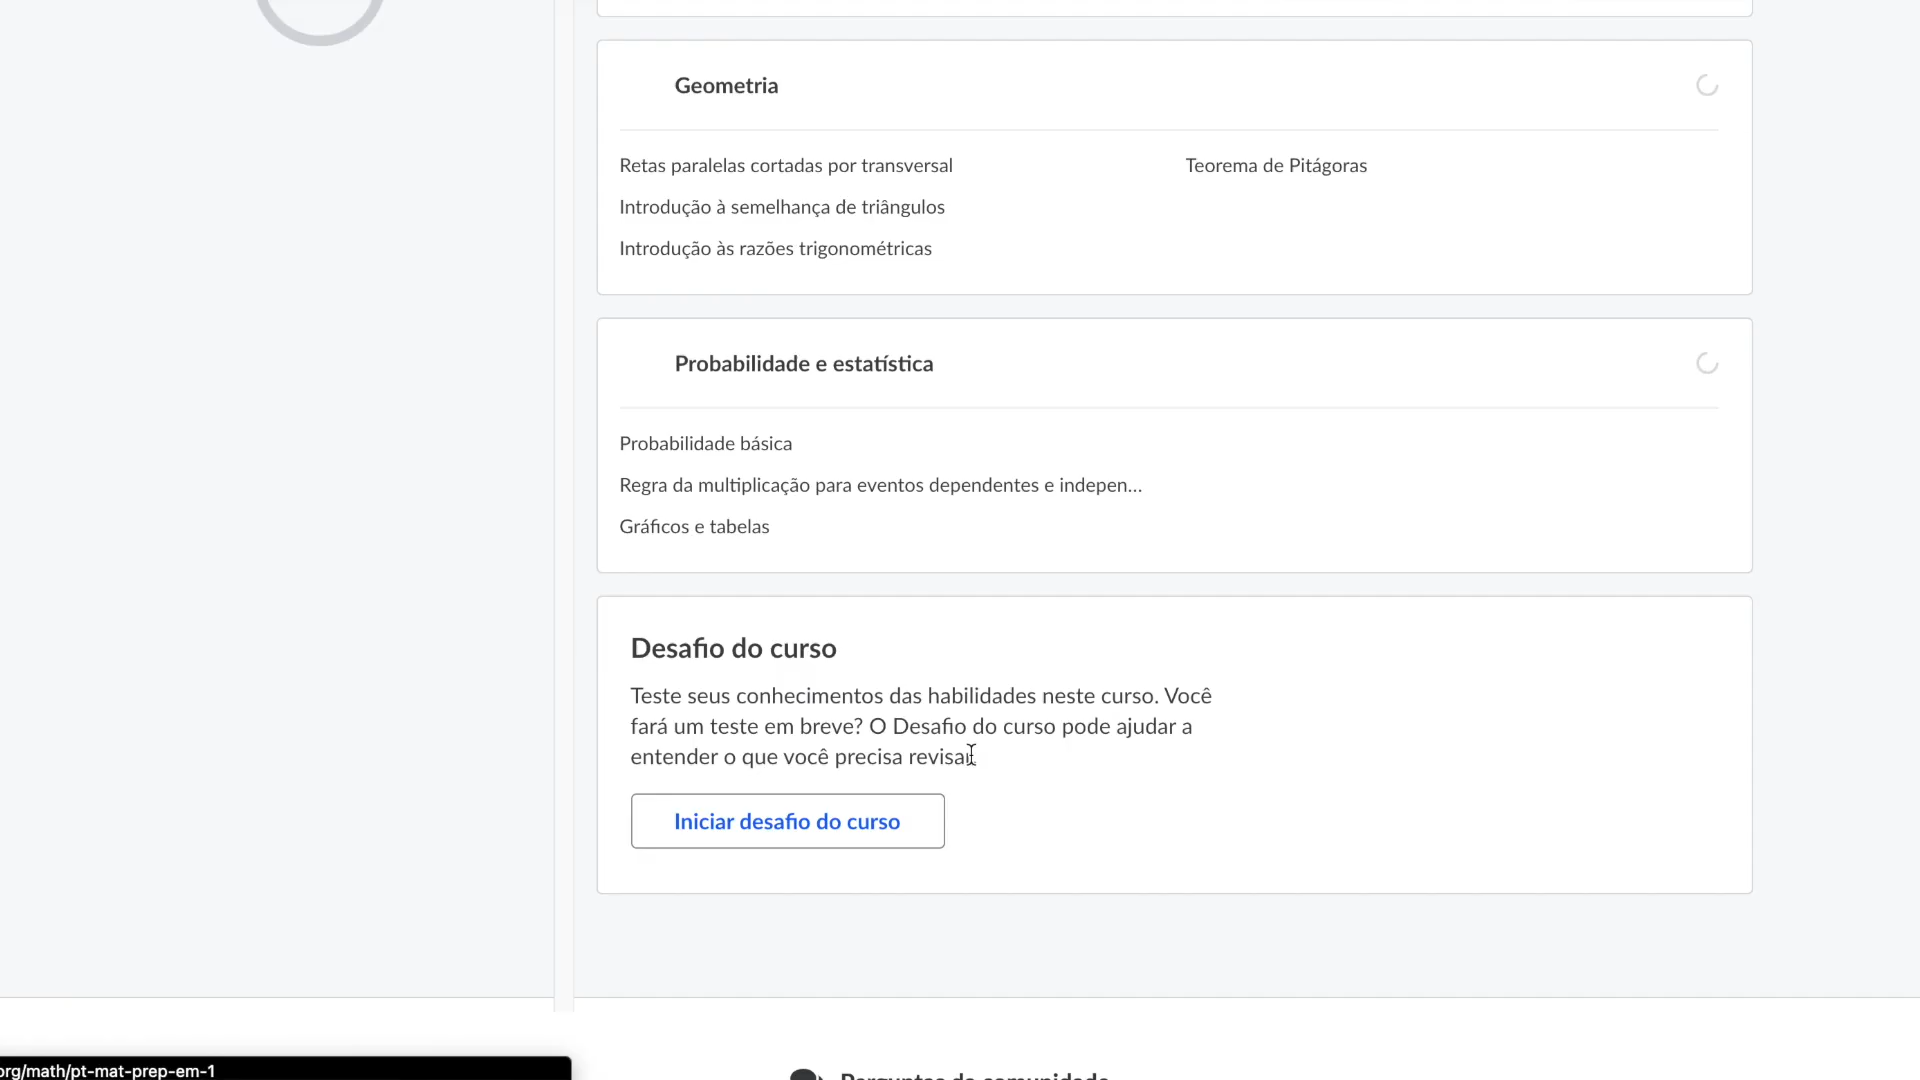 Geometria
Retas paralelas cortadas por transversal
Teorema de Pitágoras
Introdução à semelhança de triângulos
Introdução às razões trigonométricas
Probabilidade e estatística
Probabilidade básica
Regra da multiplicação para eventos dependentes e indepen...
Gráficos e tabelas
Desafio do curso
Teste seus conhecimentos das habilidades neste curso. Você
fará um teste em breve? O Desafio do curso pode ajudar a
entender o que você precisa revisar.
Iniciar desafio do curso
org/math/pt-mat-prep-em-1
Perguntas da comunidade